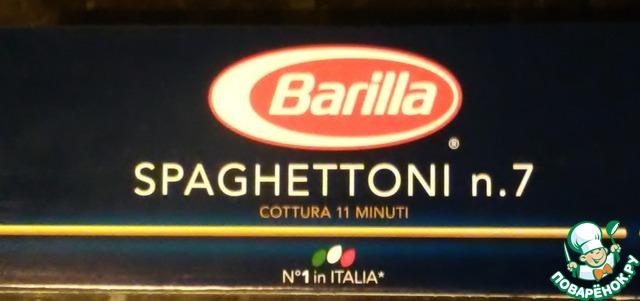 Barilla
®
SPAGHETTONI n.7
COTTURA 11 MINUTI
N°1 in ITALIA*
ПОВАРЁНОК.РУ